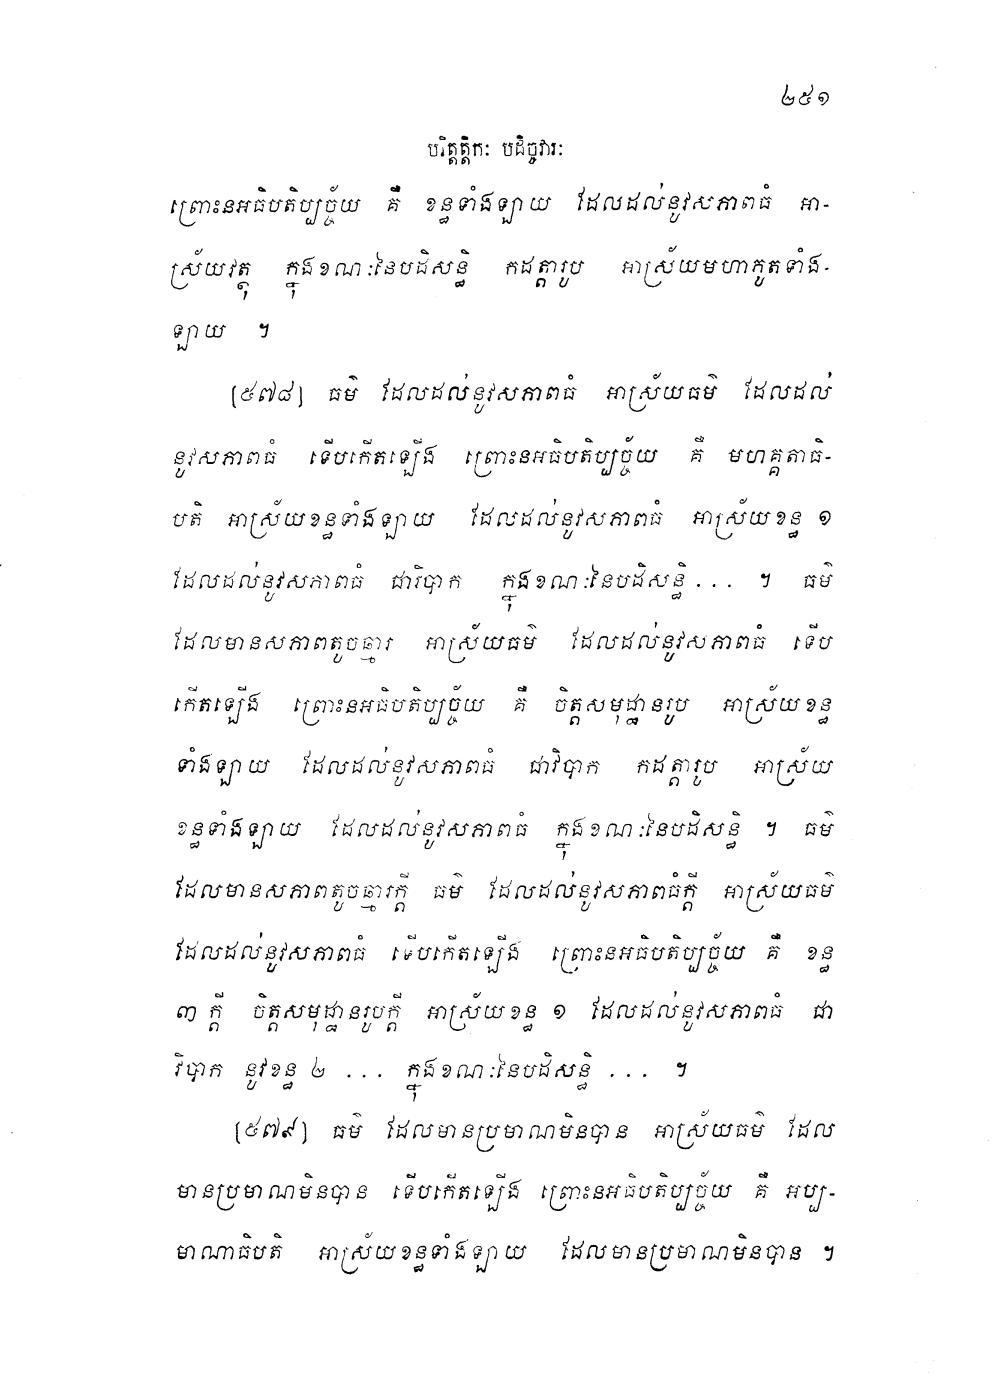 ២៥១
បរិត្តត្តិកៈ បដិច្ចវារៈ
ព្រោះនអធិបតិប្បច្ច័យ គឺ ខន្ធទាំងឡាយ ដែលដល់នូវសភាពធំ អា-
ស្រ័យវត្ថុ ក្នុងខណៈនៃបដិសន្ធិ កដត្តារូប អាស្រ័យមហាភូតទាំង-
ឡាយ ។
[៥៧៨] ធម៌ ដែលដល់នូវសភាពធំ អាស្រ័យធម៌ ដែលដល់
នូវសភាពធំ ទើបកើតឡើង ព្រោះនអធិបតិប្បច្ច័យ គឺ មហគ្គតាធិ-
បតិ អាស្រ័យខន្ធទាំងឡាយ ដែលដល់នូវសភាពធំ អាស្រ័យខន្ធ ១
ដែលដល់នូវសភាពធំ ជាវិបាក ក្នុងខណៈនៃបដិសន្ធិ ... ។ ធម៌
ដែលមានសភាពតូចឆ្មារ អាស្រ័យធម៌ ដែលដល់នូវសភាពធំ ទើប
កើតឡើង ព្រោះនអធិបតិប្បច្ច័យ គឺ ចិត្តសមុដ្ឋានរូប អាស្រ័យខន្ធ
ទាំងឡាយ ដែលដល់នូវសភាពធំ ជាវិបាក កដត្តារូប អាស្រ័យ
ខន្ធទាំងឡាយ ដែលដល់នូវសភាពធំ ក្នុងខណៈនៃបដិសន្ធិ ។ ធម៌
ដែលមានសភាពតូចឆ្មារក្តី ធម៌ ដែលដល់នូវសភាពធំក្តី អាស្រ័យធម៌
ដែលដល់នូវសភាពធំ ទើបកើតឡើង ព្រោះនអធិបតិប្បច្ច័យ គឺ ខន្ធ
៣ ក្តី ចិត្តសមុដ្ឋានរូបក្តី អាស្រ័យខន្ធ ១ ដែលដល់នូវសភាពធំ ជា
វិបាក នូវខន្ធ ២ ... ក្នុងខណៈនៃបដិសន្ធិ ... ។
[៥៧៩] ធម៌ ដែលមានប្រមាណមិនបាន អាស្រ័យធម៌ ដែល
មានប្រមាណមិនបាន ទើបកើតឡើង ព្រោះនអធិបតិប្បច្ច័យ គឺ អប្ប-
មាណាធិបតិ អាស្រ័យខន្ធទាំងឡាយ ដែលមានប្រមាណមិនបាន ។